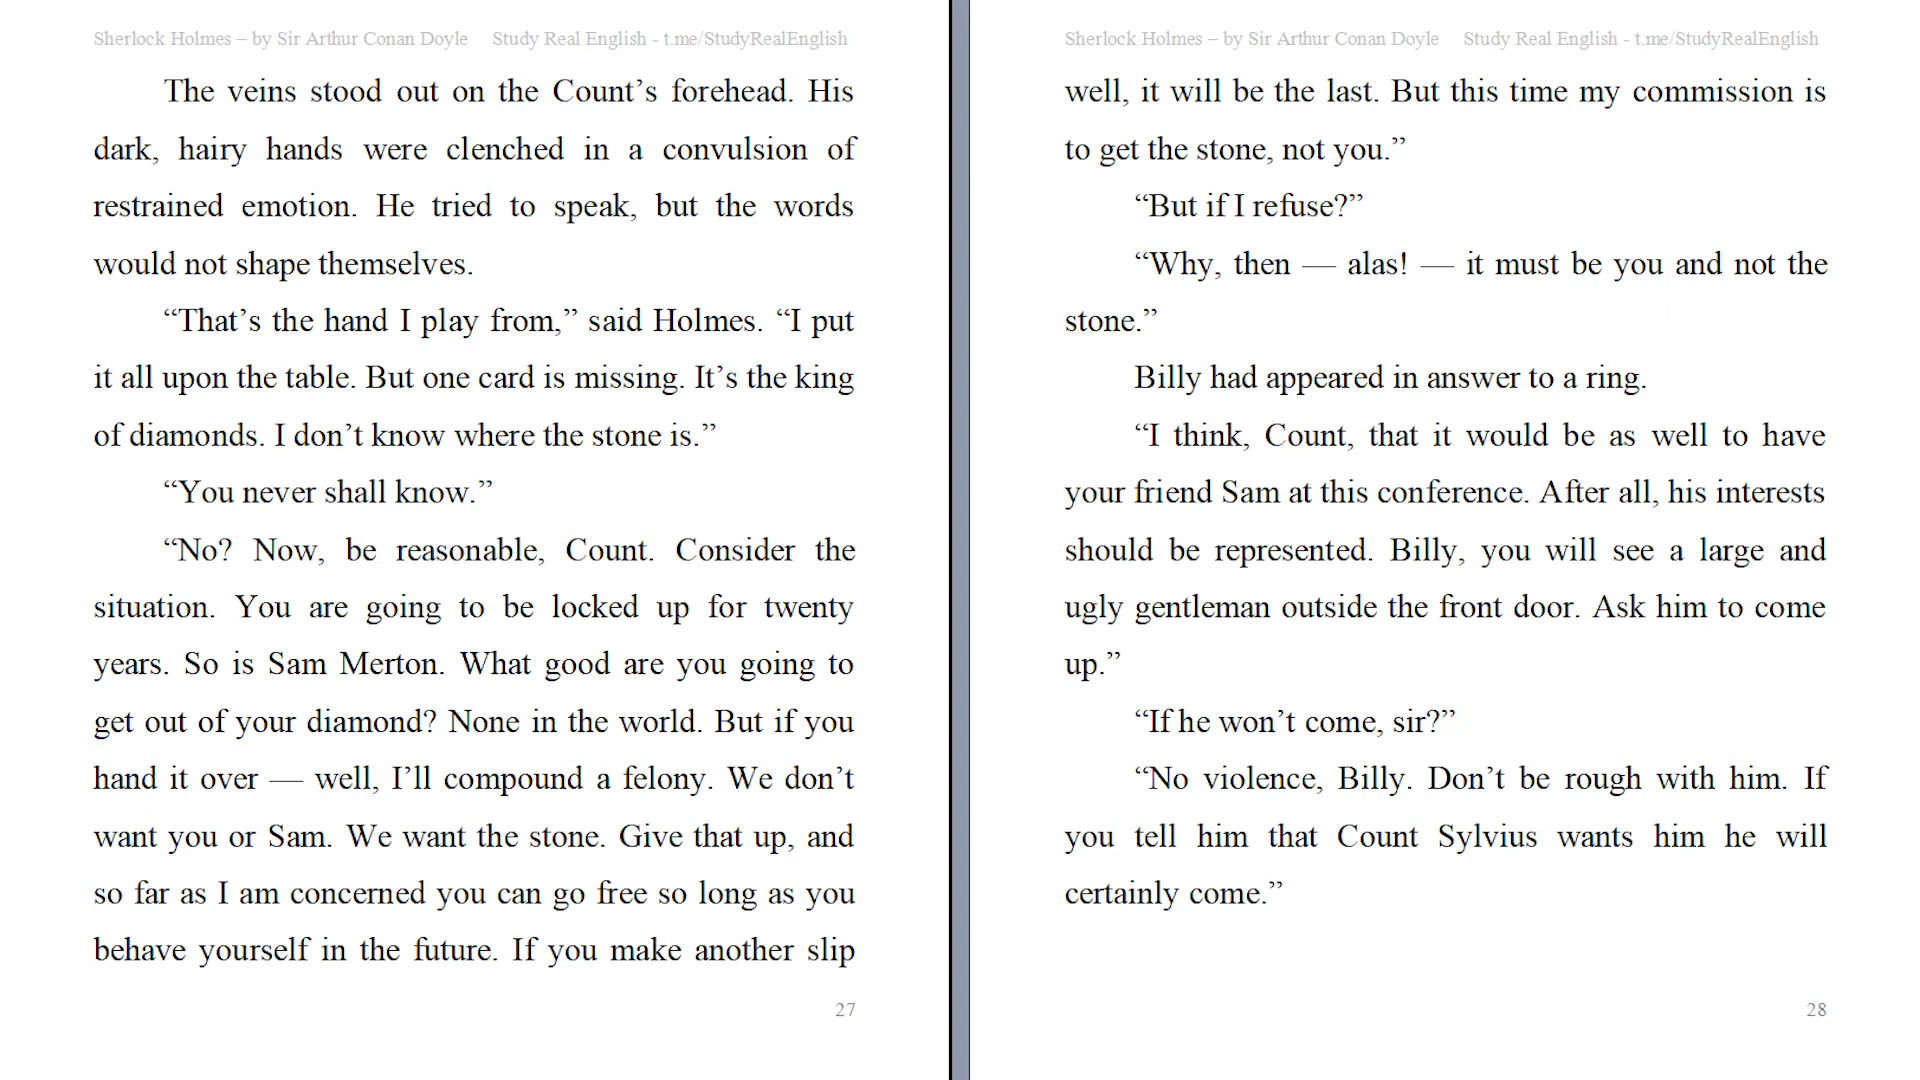 Sherlock Holmes – by Sir Arthur Conan Doyle Study Real English - t.me/StudyRealEnglish
The veins stood out on the Count’s forehead. His
dark, hairy hands were clenched in a convulsion of
restrained emotion. He tried to speak, but the words
would not shape themselves.
“That’s the hand I play from,” said Holmes. “I put
it all upon the table. But one card is missing. It’s the king
of diamonds. I don’t know where the stone is.”
“You never shall know.”
“No? Now, be reasonable, Count. Consider the
situation. You are going to be locked up for twenty
years. So is Sam Merton. What good are you going to
get out of your diamond? None in the world. But if you
hand it over — well, I’ll compound a felony. We don’t
want you or Sam. We want the stone. Give that up, and
so far as I am concerned you can go free so long as you
behave yourself in the future. If you make another slip
27
Sherlock Holmes – by Sir Arthur Conan Doyle Study Real English - t.me/StudyRealEnglish
well, it will be the last. But this time my commission is
to get the stone, not you.”
“But if I refuse?”
“Why, then — alas! — it must be you and not the
stone.”
Billy had appeared in answer to a ring.
“I think, Count, that it would be as well to have
your friend Sam at this conference. After all, his interests
should be represented. Billy, you will see a large and
ugly gentleman outside the front door. Ask him to come
up.”
“If he won’t come, sir?”
“No violence, Billy. Don’t be rough with him. If
you tell him that Count Sylvius wants him he will
certainly come.”
28